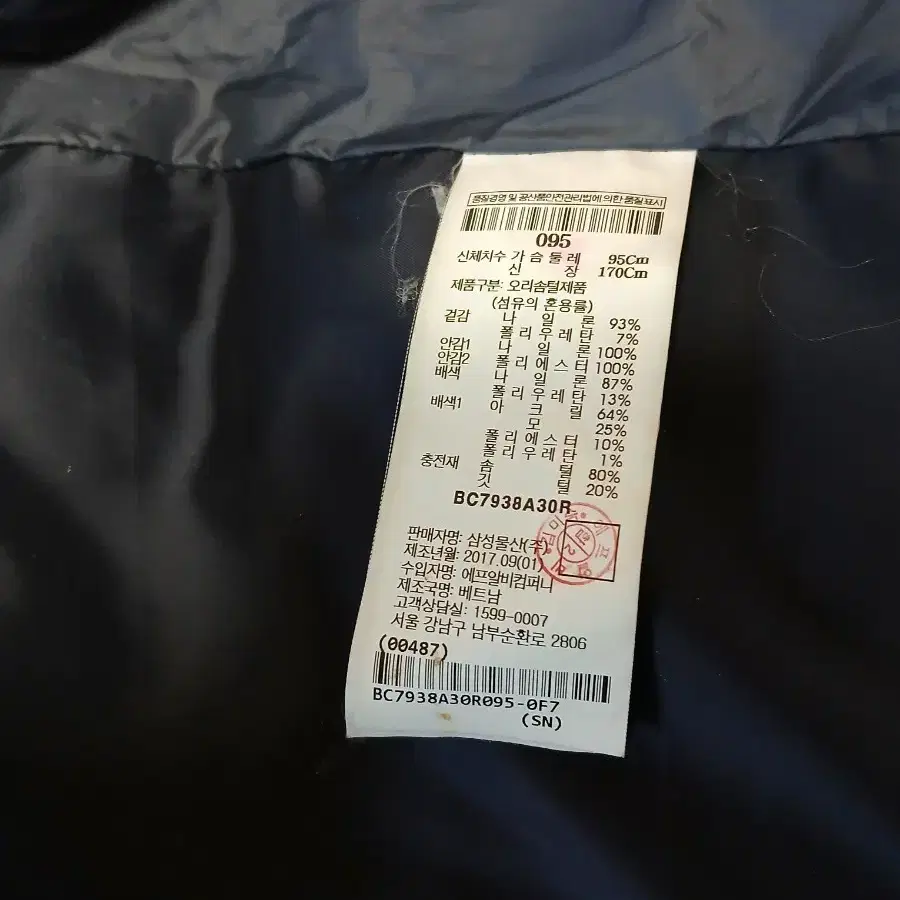 품질경영 및 공산품안전관리법에 의한 품질표시
095
신체치수 가 슴 둘 레 95Cm
신 장 170Cm
제품구분: 오리솜털제품
(섬유의 혼용률)
겉감 나 일 론 93%
폴 리 우 레 탄 7%
안감1 나 일 론 100%
안감2 폴 리 에 스 터 100%
배색 나 일 론 87%
폴 리 우 레 탄 13%
배색1 아 크 릴 64%
모 25%
폴 리 에 스 터 10%
폴 리 우 레 탄 1%
충전재 솜 털 80%
깃 털 20%
BC7938A30R
판매자명: 삼성물산(주)
제조년월: 2017.09(01)
수입자명: 에프알비컴퍼니
제조국명: 베트남
고객상담실: 1599-0007
서울 강남구 남부순환로 2806
(00487)
BC7938A30R095-0F7
(SN)